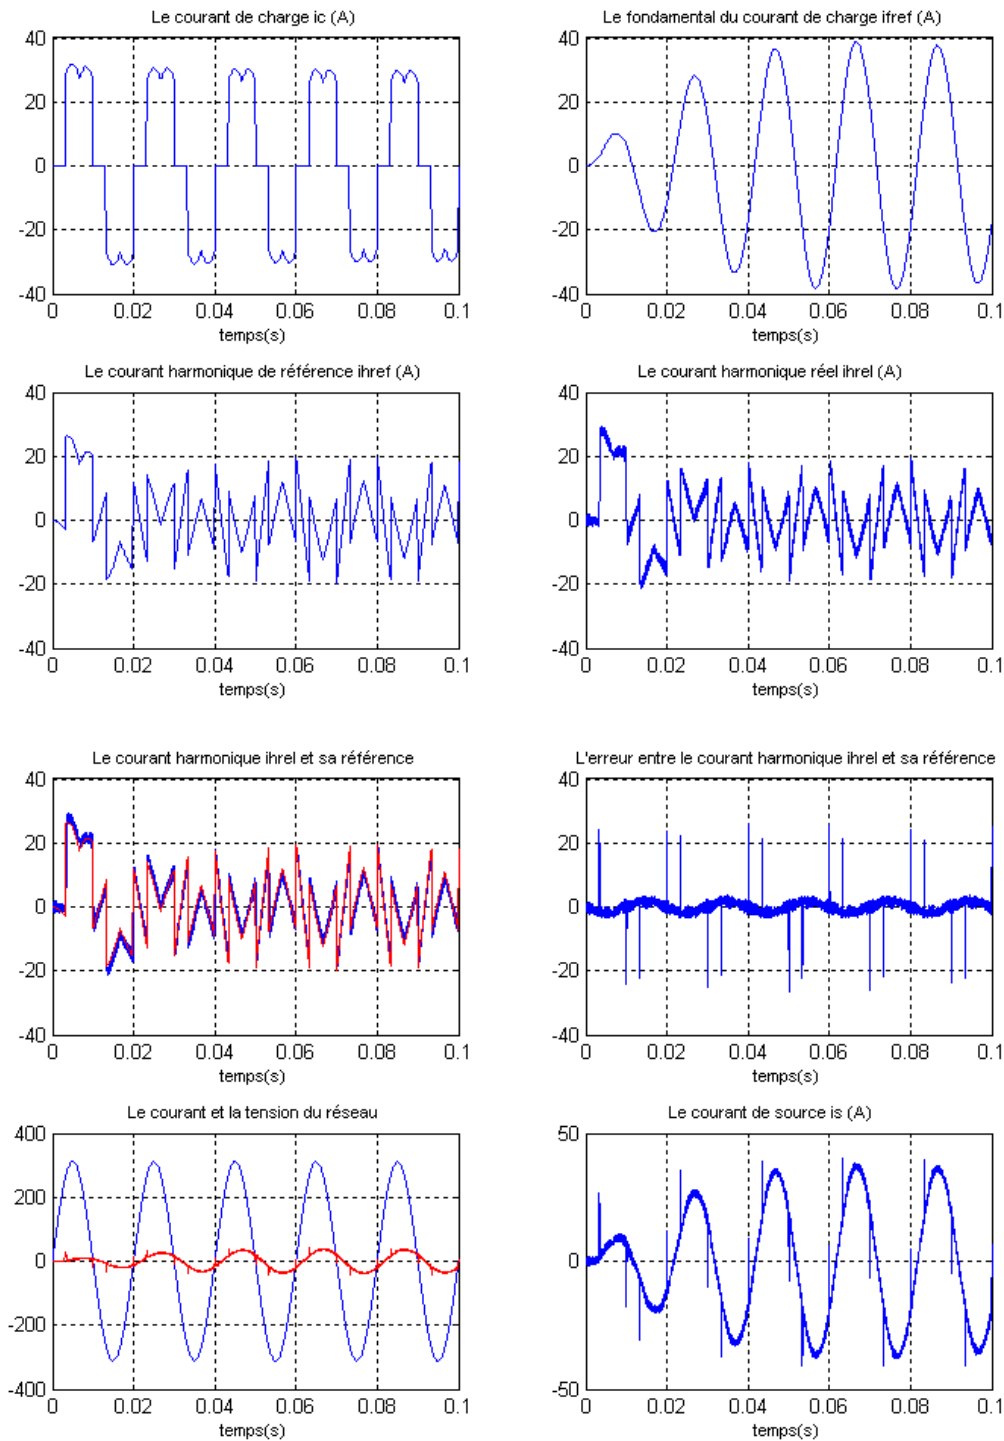 Le courant de charge ic (A)
40
20
0
-20
-40
0 0.02 0.04 0.06 0.08 0.1
temps(s)
Le fondamental du courant de charge ifref (A)
40
20
0
-20
-40
0 0.02 0.04 0.06 0.08 0.1
temps(s)
Le courant harmonique de référence ihref (A)
40
20
0
-20
-40
0 0.02 0.04 0.06 0.08 0.1
temps(s)
Le courant harmonique réel ihrel (A)
40
20
0
-20
-40
0 0.02 0.04 0.06 0.08 0.1
temps(s)
Le courant harmonique ihrel et sa référence
40
20
0
-20
-40
0 0.02 0.04 0.06 0.08 0.1
temps(s)
L'erreur entre le courant harmonique ihrel et sa référence
40
20
0
-20
-40
0 0.02 0.04 0.06 0.08 0.1
temps(s)
Le courant et la tension du réseau
400
200
0
-200
-400
0 0.02 0.04 0.06 0.08 0.1
temps(s)
Le courant de source is (A)
50
0
-50
0 0.02 0.04 0.06 0.08 0.1
temps(s)